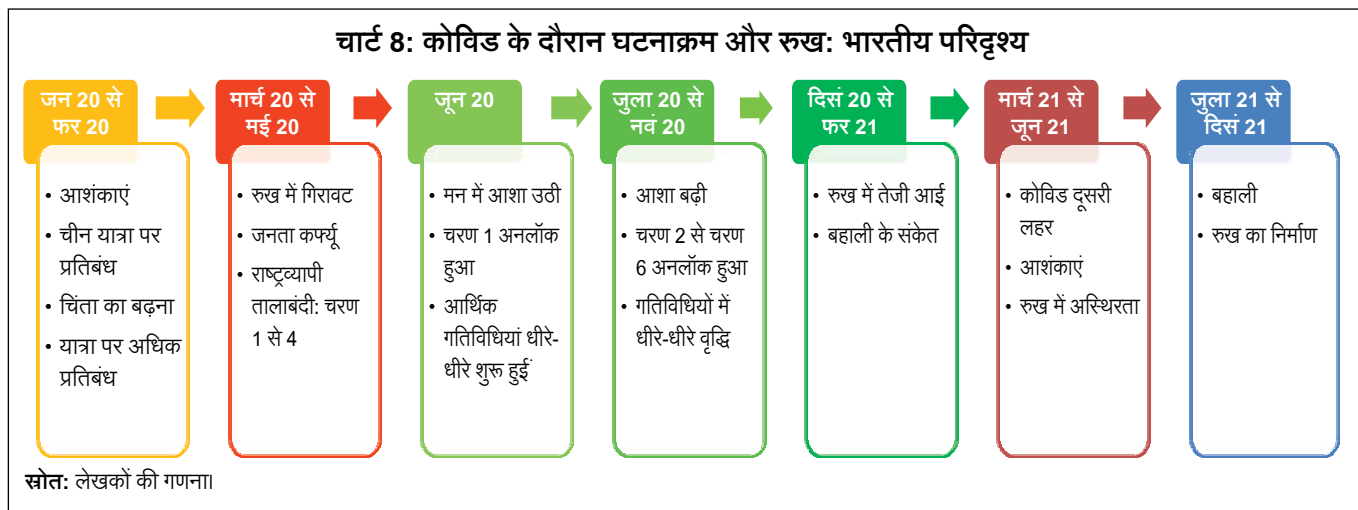 चार्ट 8: कोविड के दौरान घटनाक्रम और रुख: भारतीय परिदृश्य
जन 20 से
फर 20
• आशंकाएं
• चीन यात्रा पर
प्रतिबंध
• चिंता का बढ़ना
• यात्रा पर अधिक
प्रतिबंध
मार्च 20 से
मई 20
• रुख में गिरावट
• जनता कर्फ्यू
• राष्ट्रव्यापी
तालाबंदी: चरण
1 से 4
जून 20
• मन में आशा उठी
• चरण 1 अनलॉक
हुआ
• आर्थिक
गतिविधियां धीरे-
धीरे शुरू हुईं
जुला 20 से
नवं 20
• आशा बढ़ी
• चरण 2 से चरण
6 अनलॉक हुआ
• गतिविधियों में
धीरे-धीरे वृद्धि
दिसं 20 से
फर 21
• रुख में तेजी आई
• बहाली के संकेत
मार्च 21 से
जून 21
• कोविड दूसरी
लहर
• आशंकाएं
• रुख में अस्थिरता
जुला 21 से
दिसं 21
• बहाली
• रुख का निर्माण
स्रोत: लेखकों की गणना।